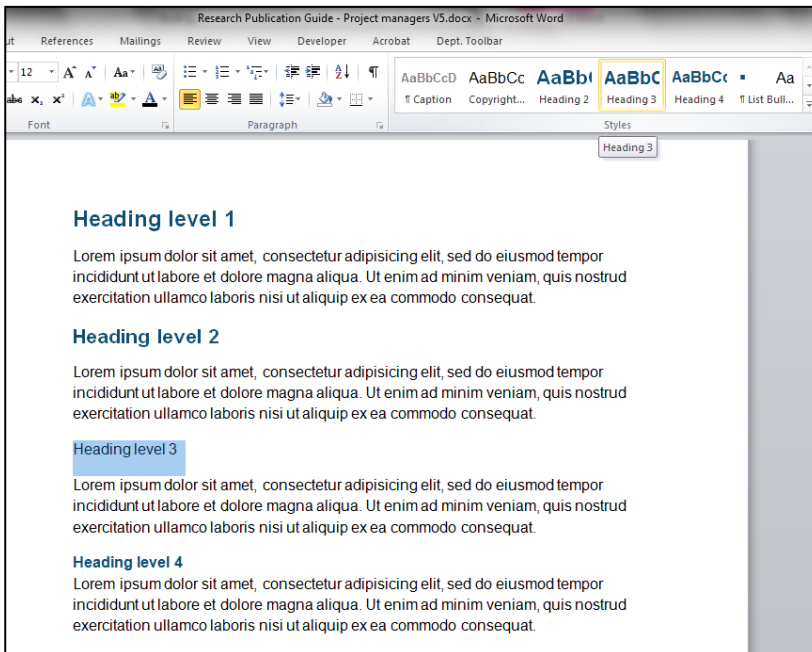 Research Publication Guide - Project managers V5.docx - Microsoft Word
ut References Mailings Review View Developer Acrobat Dept. Toolbar
12 A A Aa A Z ¶ AaBbCcD AaBbCc AaBb( AaBbC AaBbCc Aa
abe x₂ x² A ab A ¶ Caption Copyright... Heading 2 Heading 3 Heading 4 ¶ List Bull...
Font Paragraph Styles
Heading 3
Heading level 1
Lorem ipsum dolor sit amet, consectetur adipisicing elit, sed do eiusmod tempor
incididunt ut labore et dolore magna aliqua. Ut enim ad minim veniam, quis nostrud
exercitation ullamco laboris nisi ut aliquip ex ea commodo consequat.
Heading level 2
Lorem ipsum dolor sit amet, consectetur adipisicing elit, sed do eiusmod tempor
incididunt ut labore et dolore magna aliqua. Ut enim ad minim veniam, quis nostrud
exercitation ullamco laboris nisi ut aliquip ex ea commodo consequat.
Heading level 3
Lorem ipsum dolor sit amet, consectetur adipisicing elit, sed do eiusmod tempor
incididunt ut labore et dolore magna aliqua. Ut enim ad minim veniam, quis nostrud
exercitation ullamco laboris nisi ut aliquip ex ea commodo consequat.
Heading level 4
Lorem ipsum dolor sit amet, consectetur adipisicing elit, sed do eiusmod tempor
incididunt ut labore et dolore magna aliqua. Ut enim ad minim veniam, quis nostrud
exercitation ullamco laboris nisi ut aliquip ex ea commodo consequat.